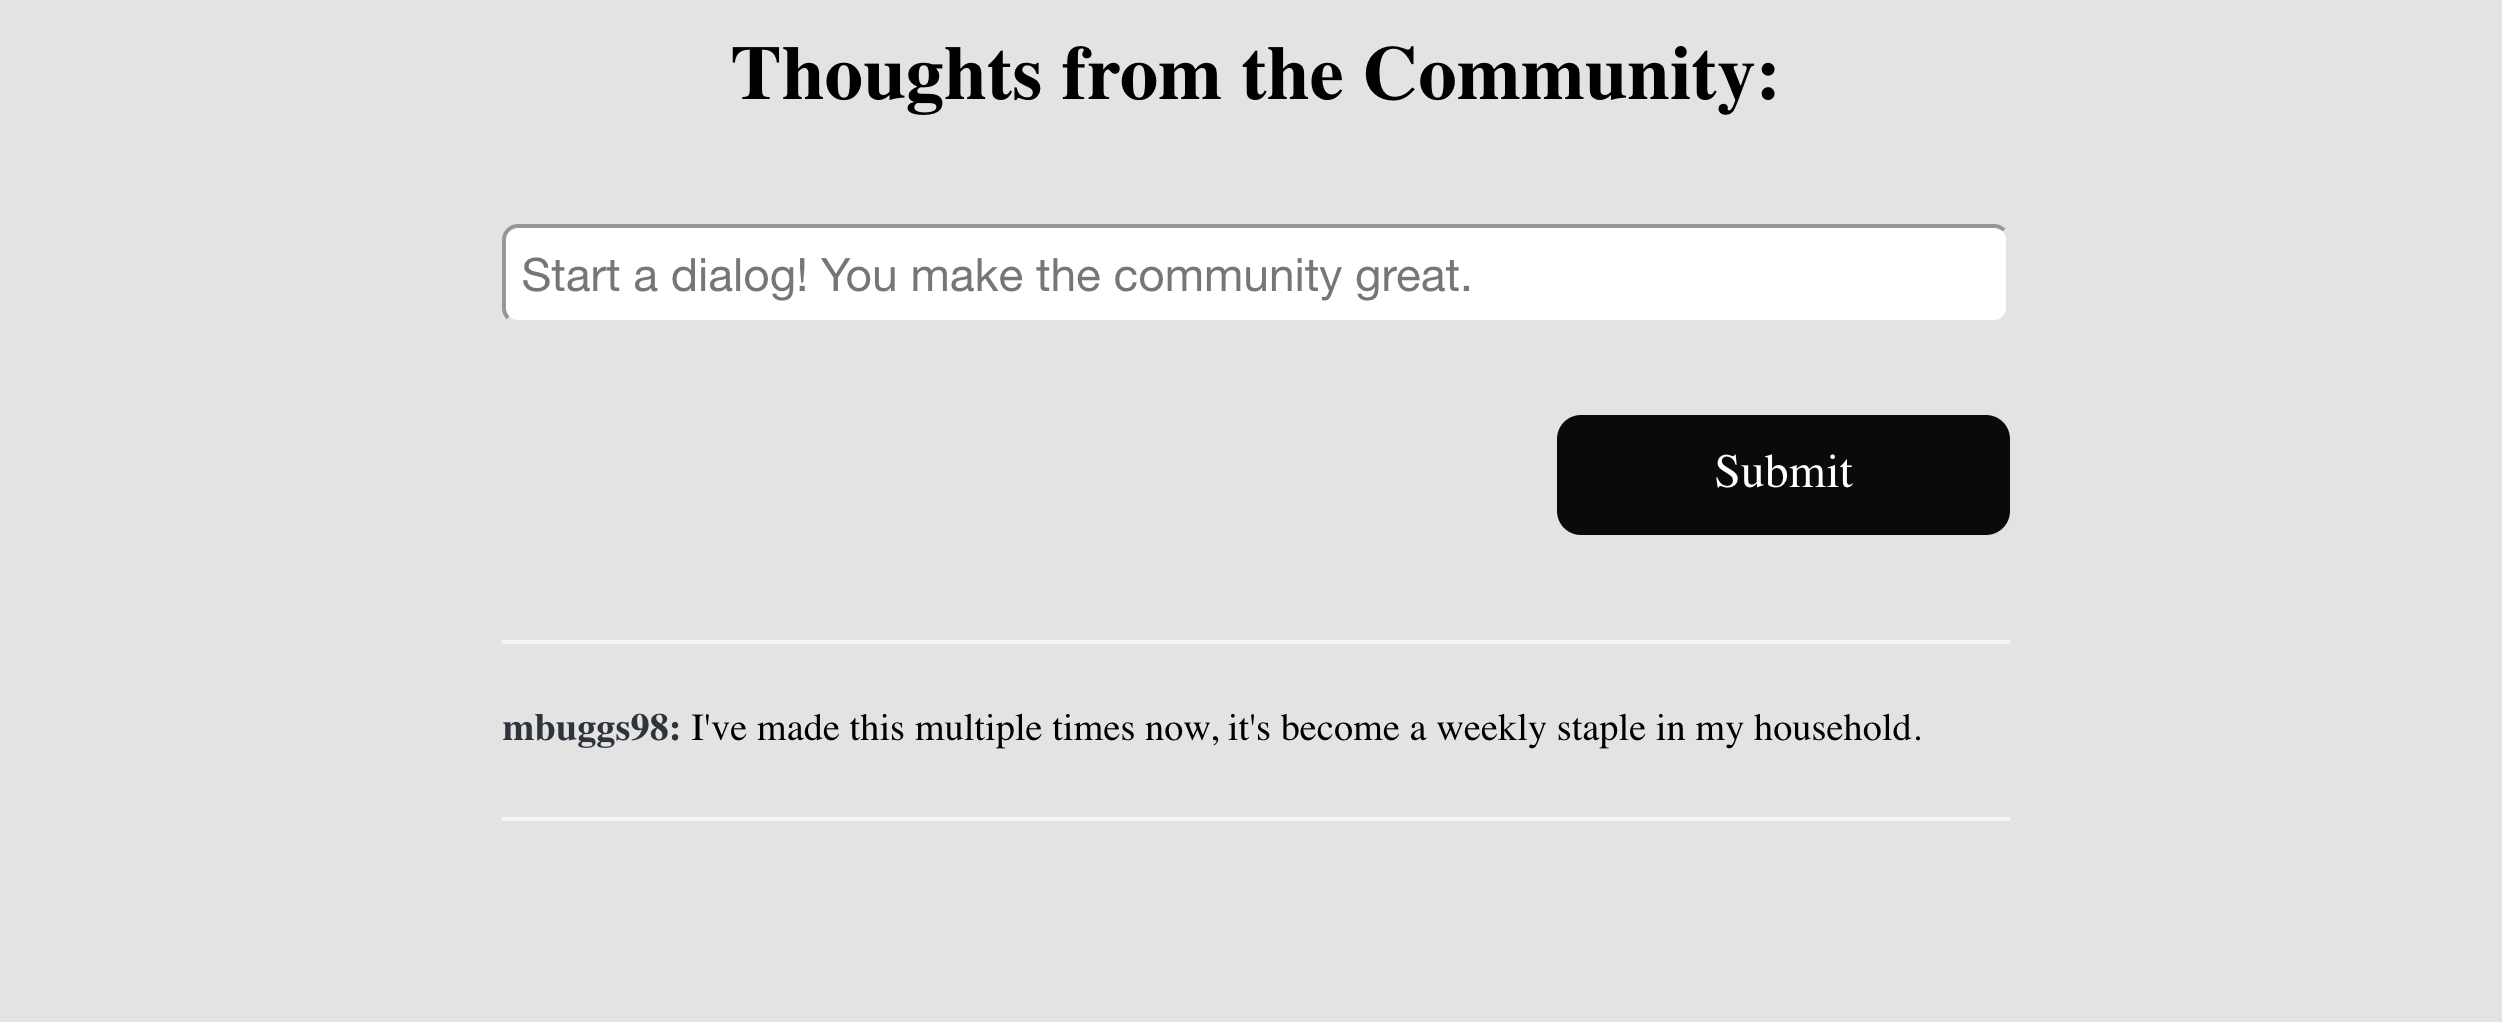 Thoughts from the Community:
Start a dialog! You make the community great.
Submit
mbuggs98: I've made this multiple times now, it's become a weekly staple in my household.